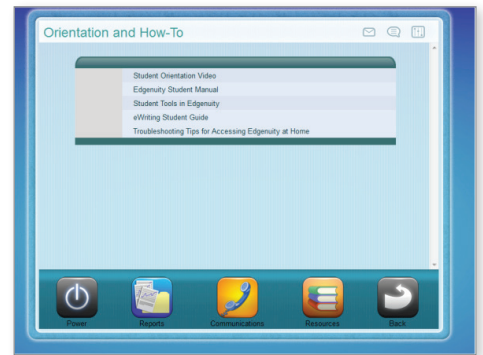 Orientation and How-To
Student Orientation Video
Edgenuity Student Manual
Student Tools in Edgenuity
eWriting Student Guide
Troubleshooting Tips for Accessing Edgenuity at Home
Power
Reports
Communications
Resources
Back